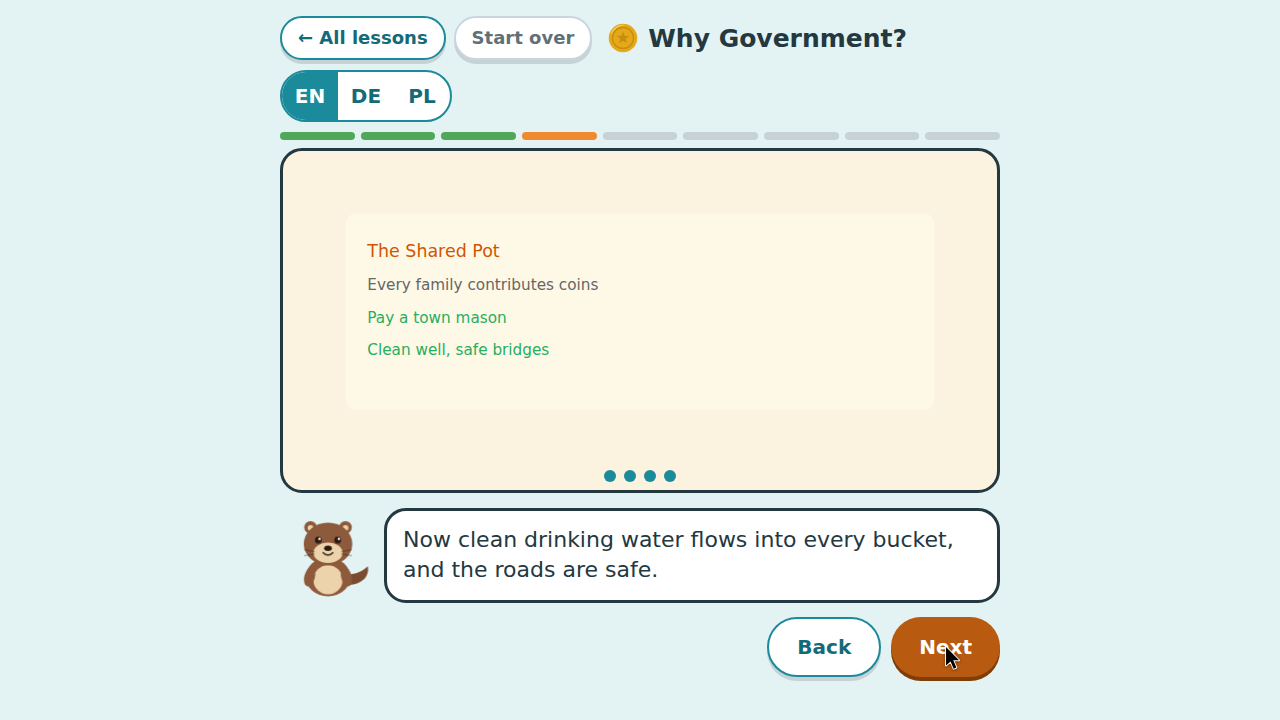 ← All lessons
Start over
Why Government?
EN
DE
PL
The Shared Pot
Every family contributes coins
Pay a town mason
Clean well, safe bridges
Now clean drinking water flows into every bucket,
and the roads are safe.
Back
Next